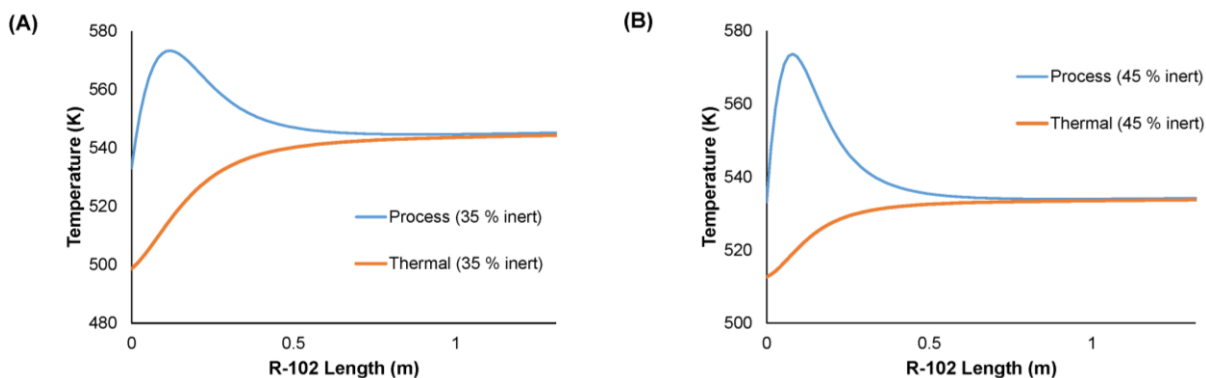 (A)
580
560
540
520
500
480
Temperature (K)
Process (35 % inert)
Thermal (35 % inert)
0
0.5
1
R-102 Length (m)
(B)
580
560
540
520
500
Temperature (K)
Process (45 % inert)
Thermal (45 % inert)
0
0.5
1
R-102 Length (m)